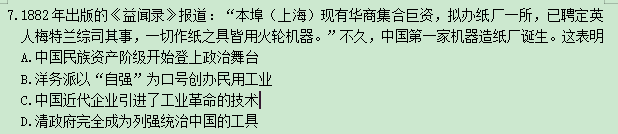 7.1882年出版的《益闻录》报道：“本埠（上海）现有华商集合巨资，拟办纸厂一所，已聘定英
人梅特兰综司其事，一切作纸之具皆用火轮机器。”不久，中国第一家机器造纸厂诞生。这表明
A.中国民族资产阶级开始登上政治舞台
B.洋务派以“自强”为口号创办民用工业
C.中国近代企业引进了工业革命的技术
D.清政府完全成为列强统治中国的工具